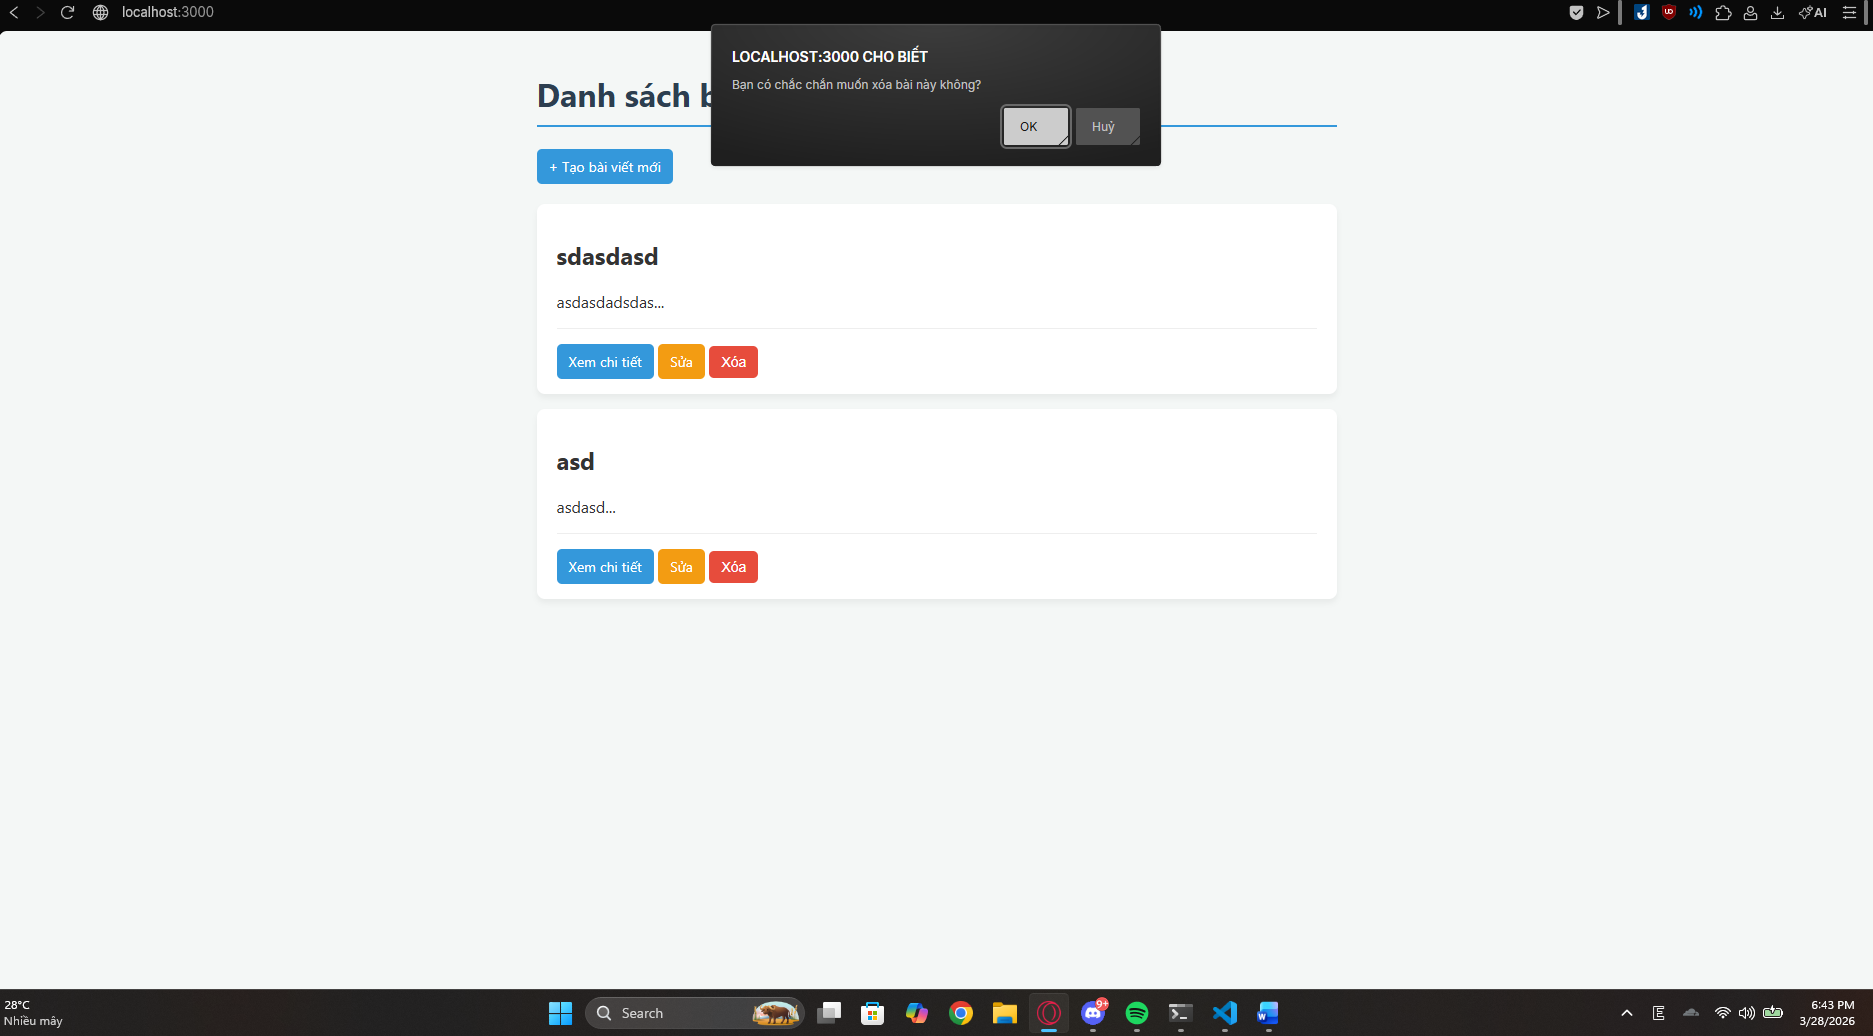 localhost:3000
AI
LOCALHOST:3000 CHO BIẾT
Bạn có chắc chắn muốn xóa bài này không?
OK
Huỷ
Danh sách b
+ Tạo bài viết mới
sdasdasd
asdasdadsdas...
Xem chi tiết
Sửa
Xóa
asd
asdasd...
Xem chi tiết
Sửa
Xóa
28°C
Nhiều mây
Search
9+
6:43 PM
3/28/2026